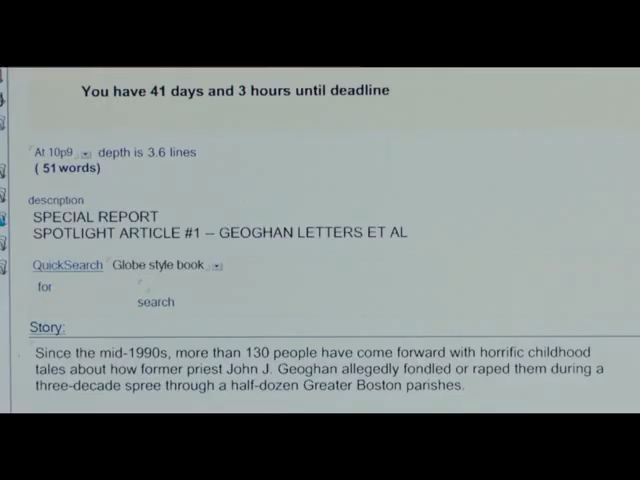 You have 41 days and 3 hours until deadline
At 10p9 depth is 3.6 lines
( 51 words)
description
SPECIAL REPORT
SPOTLIGHT ARTICLE #1 – GEOGHAN LETTERS ET AL
QuickSearch Globe style book
for
search
Story:
Since the mid-1990s, more than 130 people have come forward with horrific childhood
tales about how former priest John J. Geoghan allegedly fondled or raped them during a
three-decade spree through a half-dozen Greater Boston parishes.